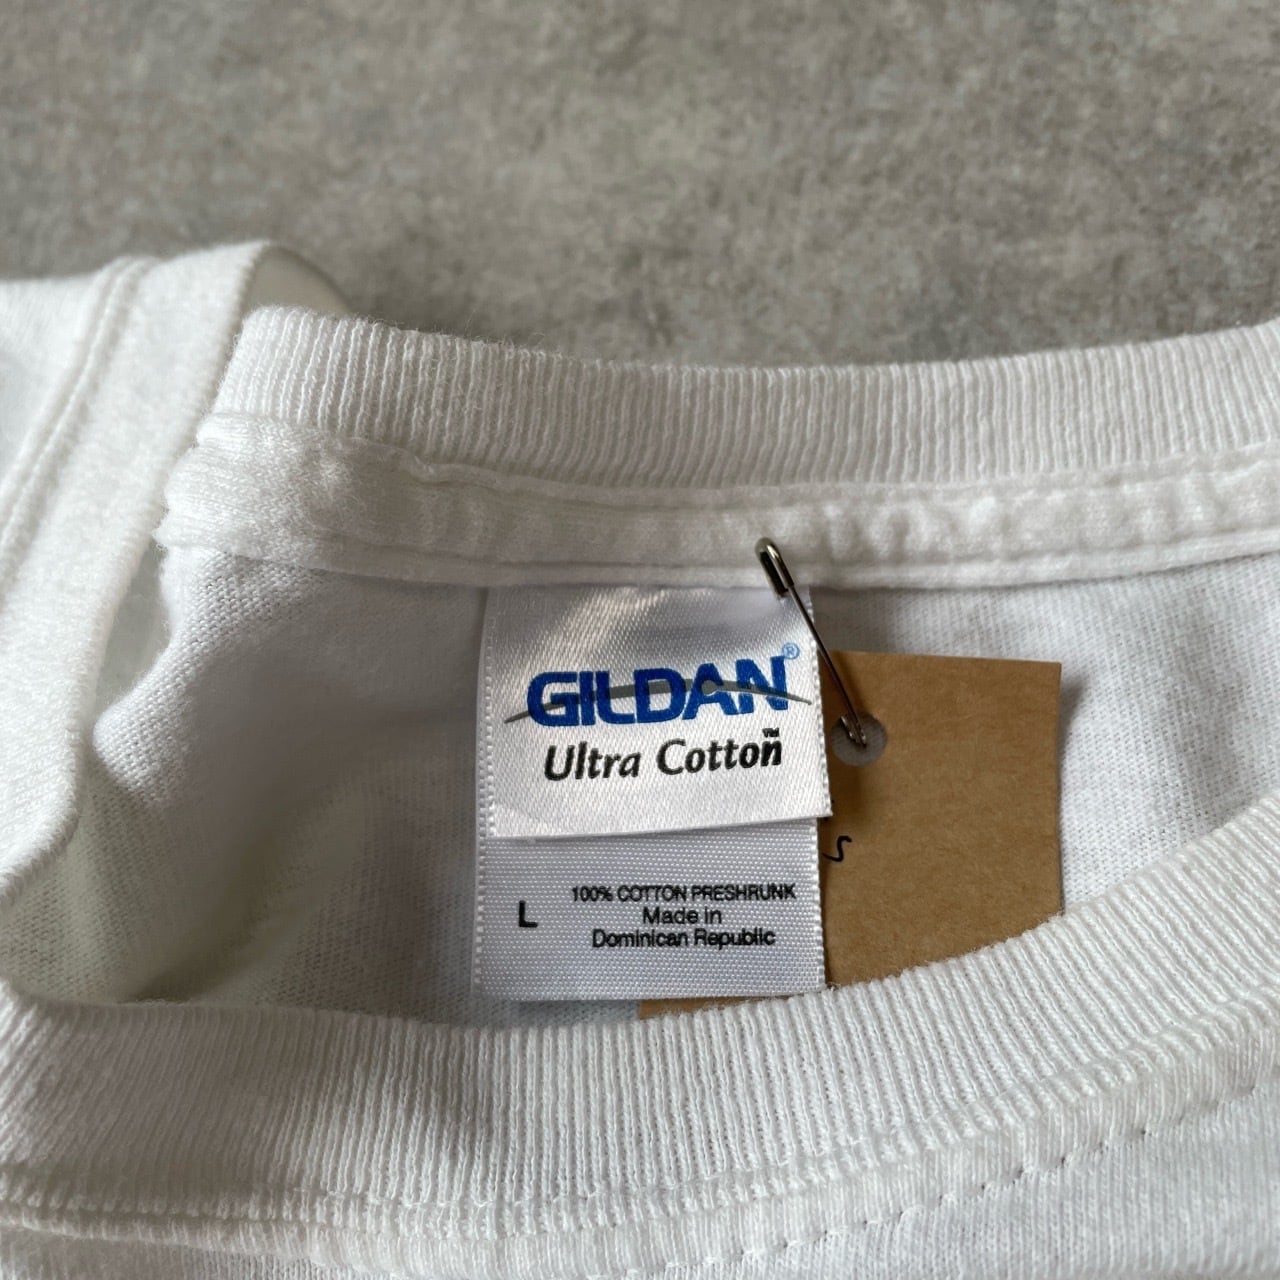 GILDAN®
Ultra Cotton™
L
100% COTTON PRESHRUNK
Made in
Dominican Republic
S